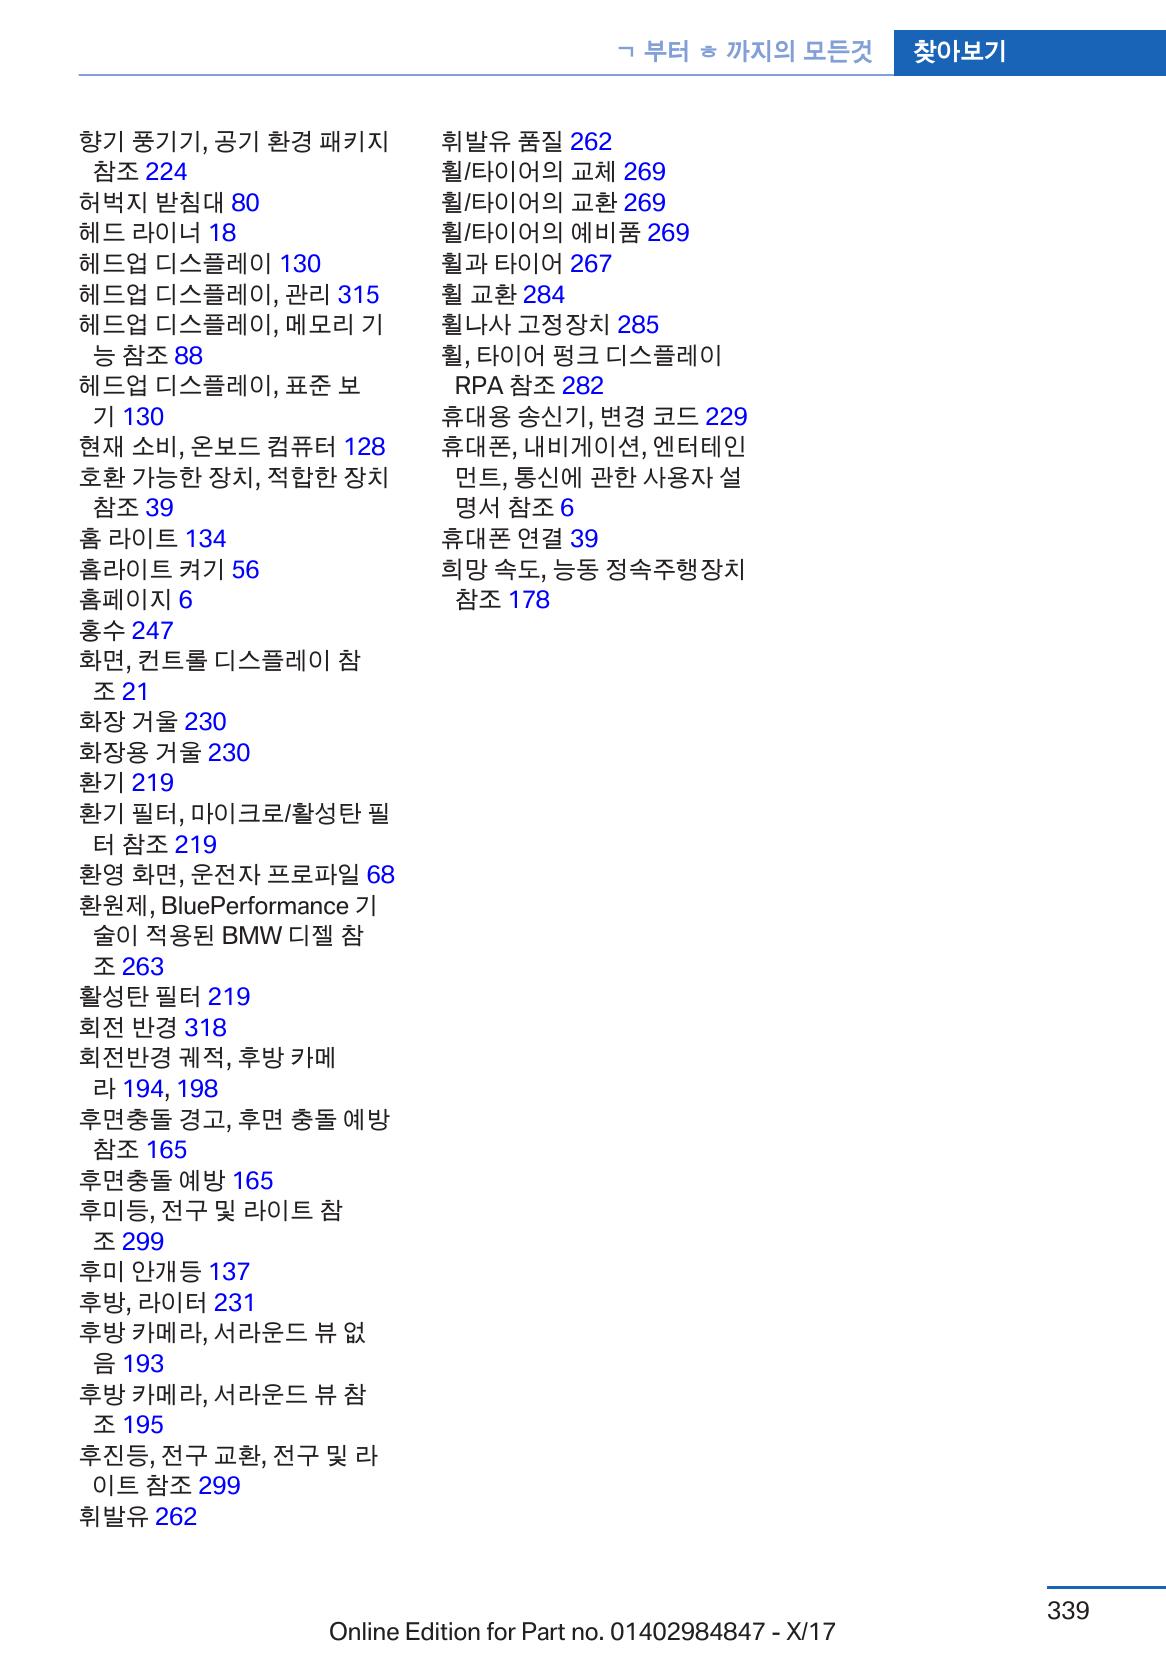 ㄱ 부터 ㅎ 까지의 모든것 찾아보기
향기 풍기기, 공기 환경 패키지
참조 224
허벅지 받침대 80
헤드 라이너 18
헤드업 디스플레이 130
헤드업 디스플레이, 관리 315
헤드업 디스플레이, 메모리 기
능 참조 88
헤드업 디스플레이, 표준 보
기 130
현재 소비, 온보드 컴퓨터 128
호환 가능한 장치, 적합한 장치
참조 39
홈 라이트 134
홈라이트 켜기 56
홈페이지 6
홍수 247
화면, 컨트롤 디스플레이 참
조 21
화장 거울 230
화장용 거울 230
환기 219
환기 필터, 마이크로/활성탄 필
터 참조 219
환영 화면, 운전자 프로파일 68
환원제, BluePerformance 기
술이 적용된 BMW 디젤 참
조 263
활성탄 필터 219
회전 반경 318
회전반경 궤적, 후방 카메
라 194, 198
후면충돌 경고, 후면 충돌 예방
참조 165
후면충돌 예방 165
후미등, 전구 및 라이트 참
조 299
후미 안개등 137
후방, 라이터 231
후방 카메라, 서라운드 뷰 없
음 193
후방 카메라, 서라운드 뷰 참
조 195
후진등, 전구 교환, 전구 및 라
이트 참조 299
휘발유 262
휘발유 품질 262
휠/타이어의 교체 269
휠/타이어의 교환 269
휠/타이어의 예비품 269
휠과 타이어 267
휠 교환 284
휠나사 고정장치 285
휠, 타이어 펑크 디스플레이
RPA 참조 282
휴대용 송신기, 변경 코드 229
휴대폰, 내비게이션, 엔터테인
먼트, 통신에 관한 사용자 설
명서 참조 6
휴대폰 연결 39
희망 속도, 능동 정속주행장치
참조 178
339
Online Edition for Part no. 01402984847 - X/17